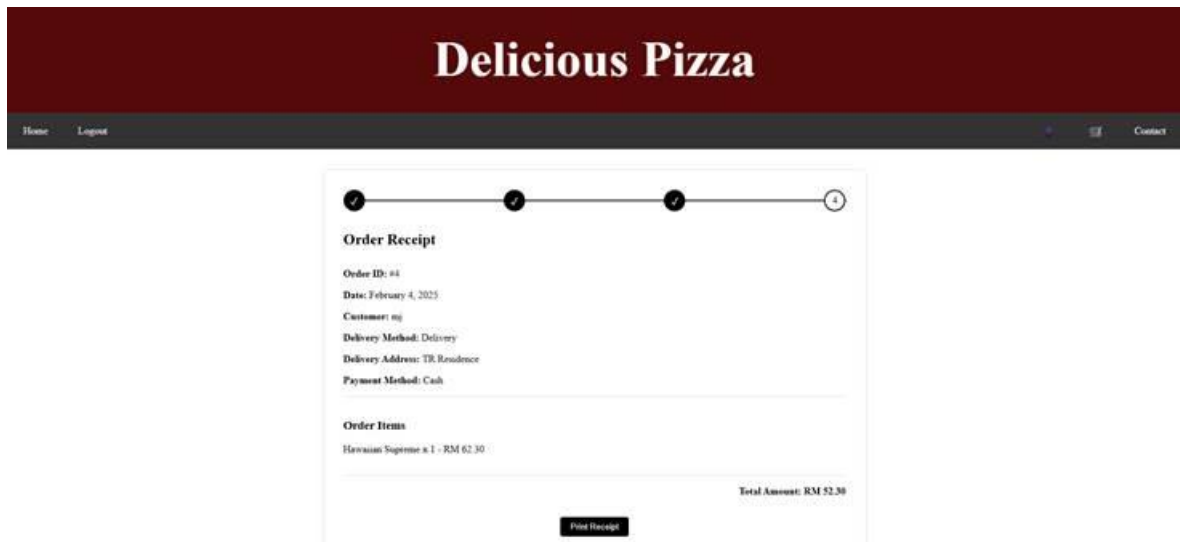 Delicious Pizza
Home Logout Contact
✓ ✓ ✓ 4
Order Receipt
Order ID: #4
Date: February 4, 2025
Customer: mj
Delivery Method: Delivery
Delivery Address: TR Residence
Payment Method: Cash
Order Items
Hawaiian Supreme x 1 - RM 62.30
Total Amount: RM 52.30
Print Receipt